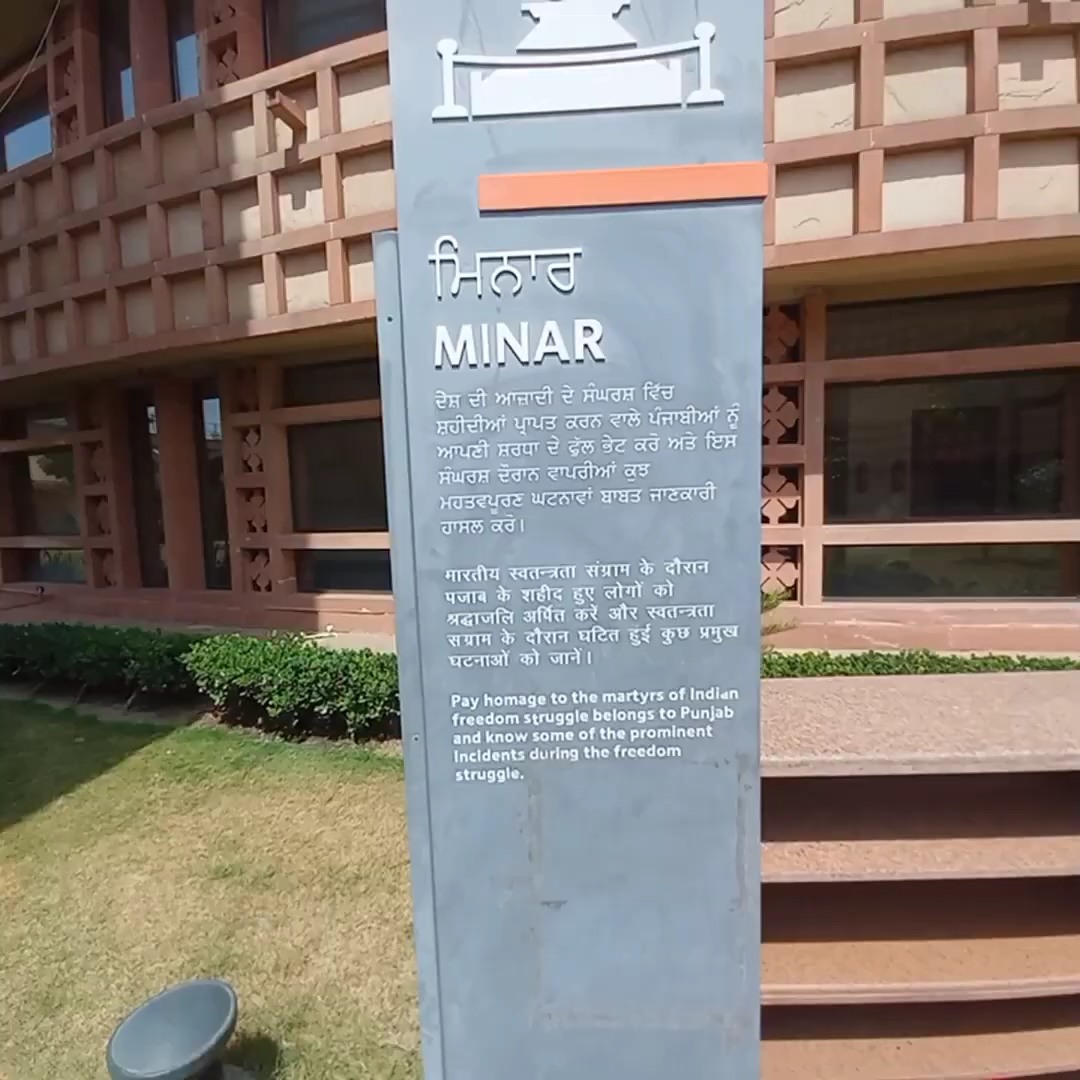 ਮਿਨਾਰ
MINAR
ਦੇਸ਼ ਦੀ ਆਜ਼ਾਦੀ ਦੇ ਸੰਘਰਸ਼ ਵਿੱਚ
ਸ਼ਹੀਦੀਆਂ ਪ੍ਰਾਪਤ ਕਰਨ ਵਾਲੇ ਪੰਜਾਬੀਆਂ ਨੂੰ
ਆਪਣੀ ਸ਼ਰਧਾ ਦੇ ਫੁੱਲ ਭੇਟ ਕਰੋ ਅਤੇ ਇਸ
ਸੰਘਰਸ਼ ਦੌਰਾਨ ਵਾਪਰੀਆਂ ਕੁਝ
ਮਹਤਵਪੂਰਣ ਘਟਨਾਵਾਂ ਬਾਬਤ ਜਾਣਕਾਰੀ
ਹਾਸਲ ਕਰੋ।
भारतीय स्वतन्त्रता संग्राम के दौरान
पजाब के शहीद हुए लोगों को
श्रद्धाजलि अर्पित करें और स्वतन्त्रता
सग्राम के दौरान घटित हुई कुछ प्रमुख
घटनाओं को जानें।
Pay homage to the martyrs of Indian
freedom struggle belongs to Punjab
and know some of the prominent
Incidents during the freedom
struggle.